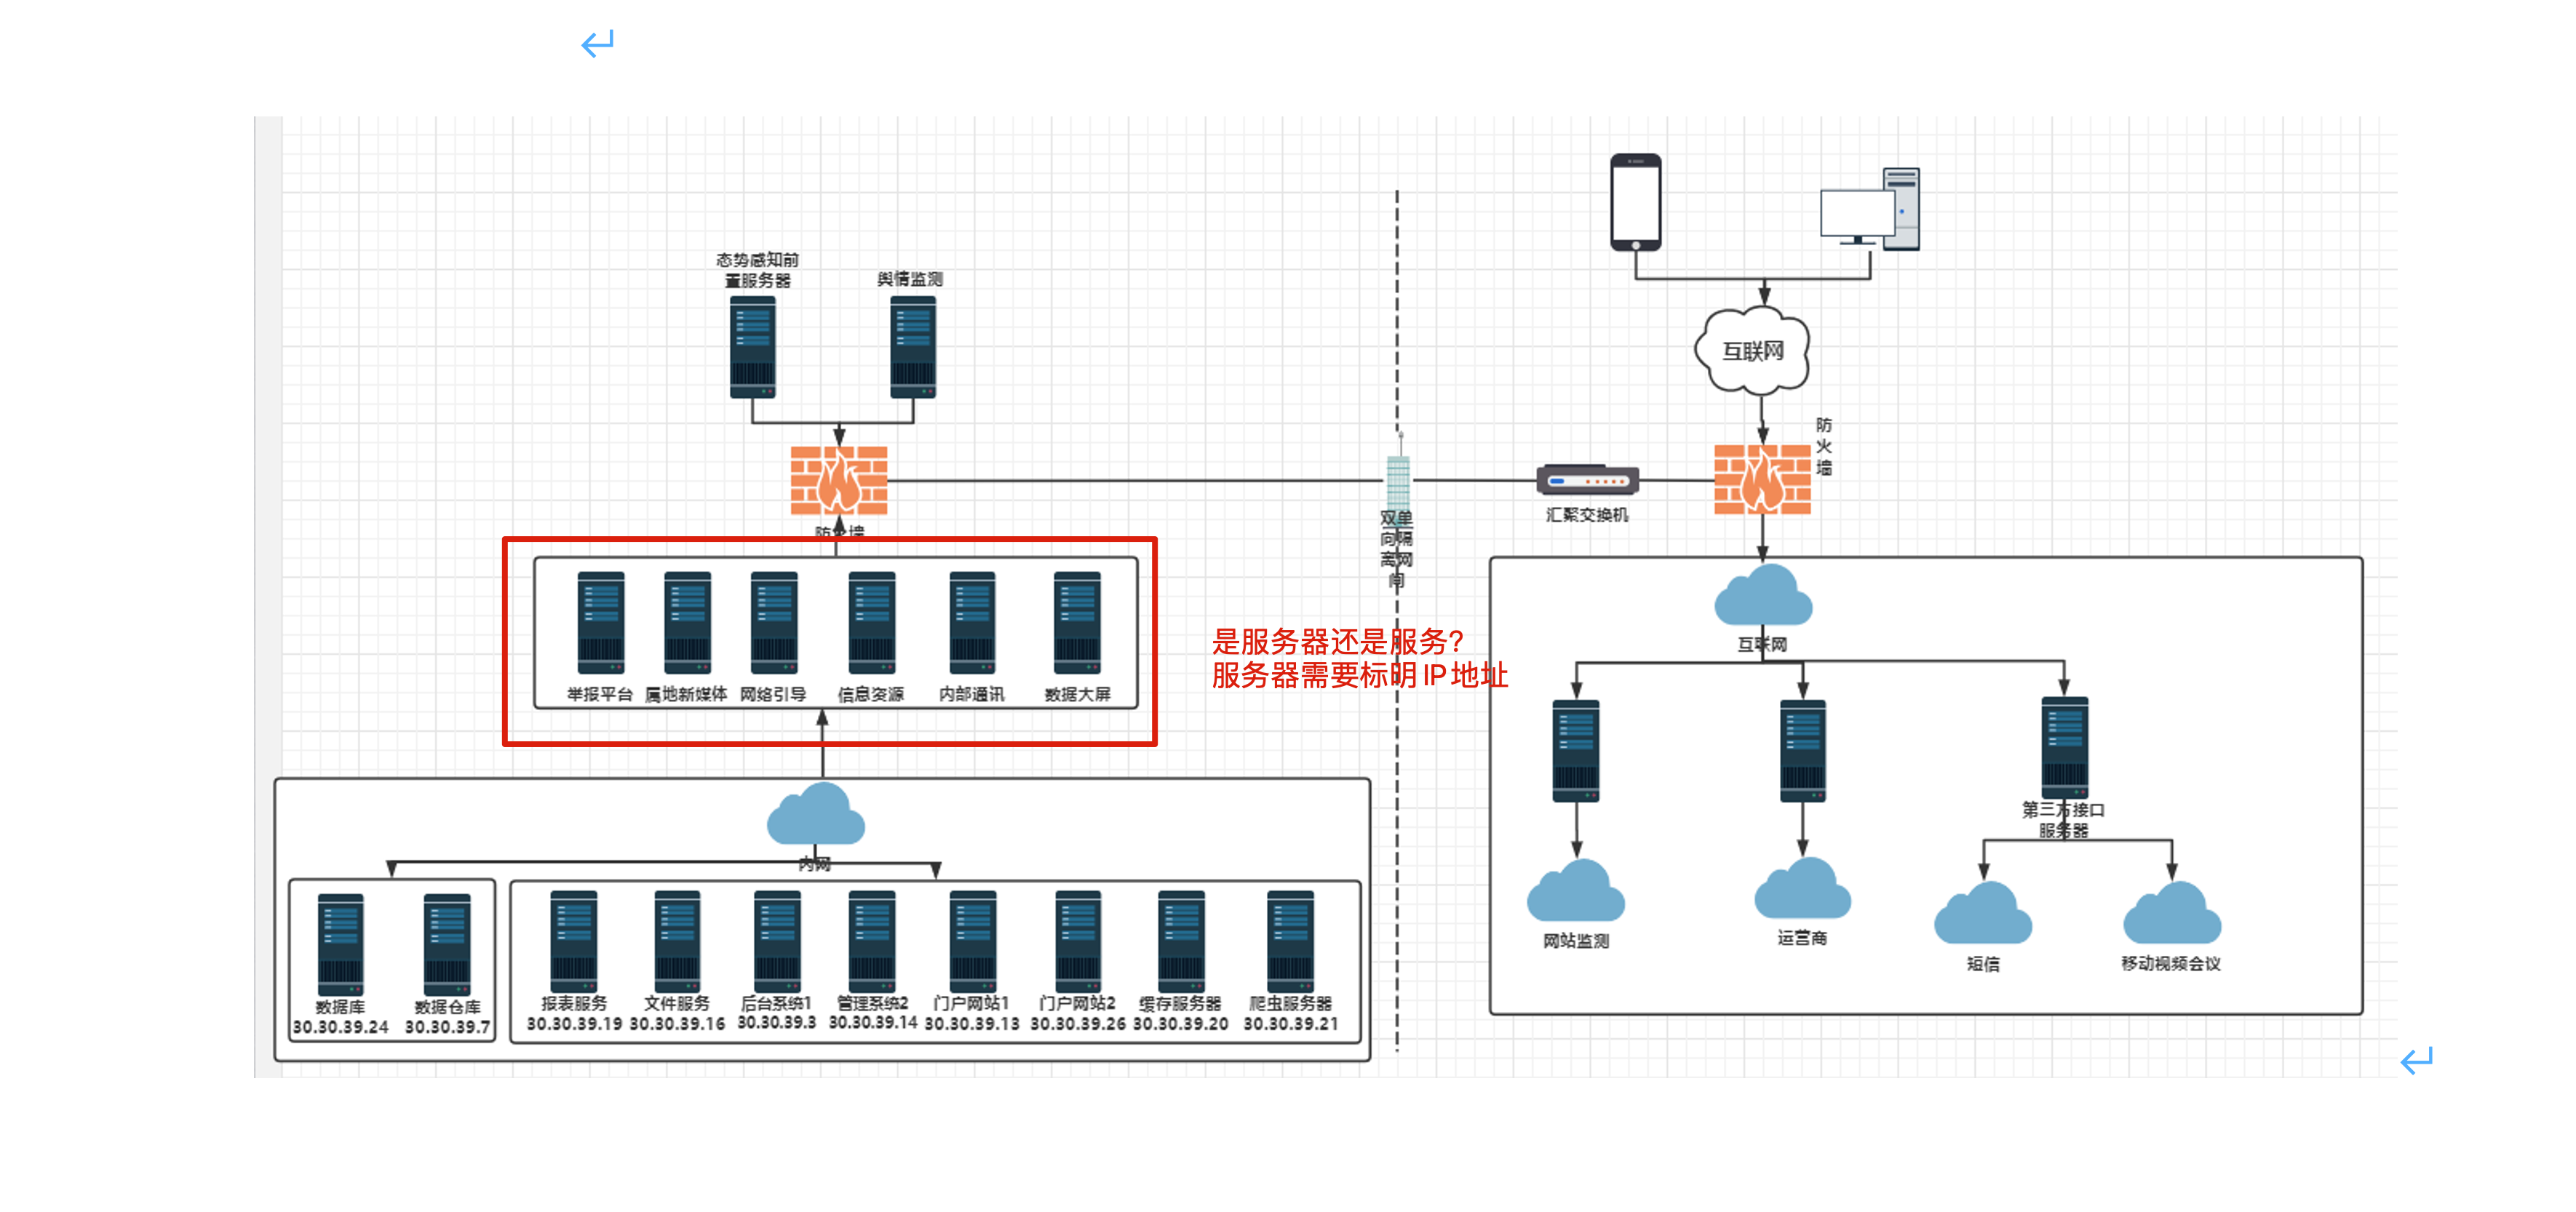 态势感知前
置服务器
舆情监测
互联网
防
火
墙
防火墙
双单
向隔
离网
闸
汇聚交换机
举报平台
属地新媒体
网络引导
信息资源
内部通讯
数据大屏
是服务器还是服务?
服务器需要标明IP地址
互联网
第三方接口
服务器
网站监测
运营商
短信
移动视频会议
内网
数据库
30.30.39.24
数据仓库
30.30.39.7
报表服务
30.30.39.19
文件服务
30.30.39.16
后台系统1
30.30.39.3
管理系统2
30.30.39.14
门户网站1
30.30.39.13
门户网站2
30.30.39.26
缓存服务器
30.30.39.20
爬虫服务器
30.30.39.21